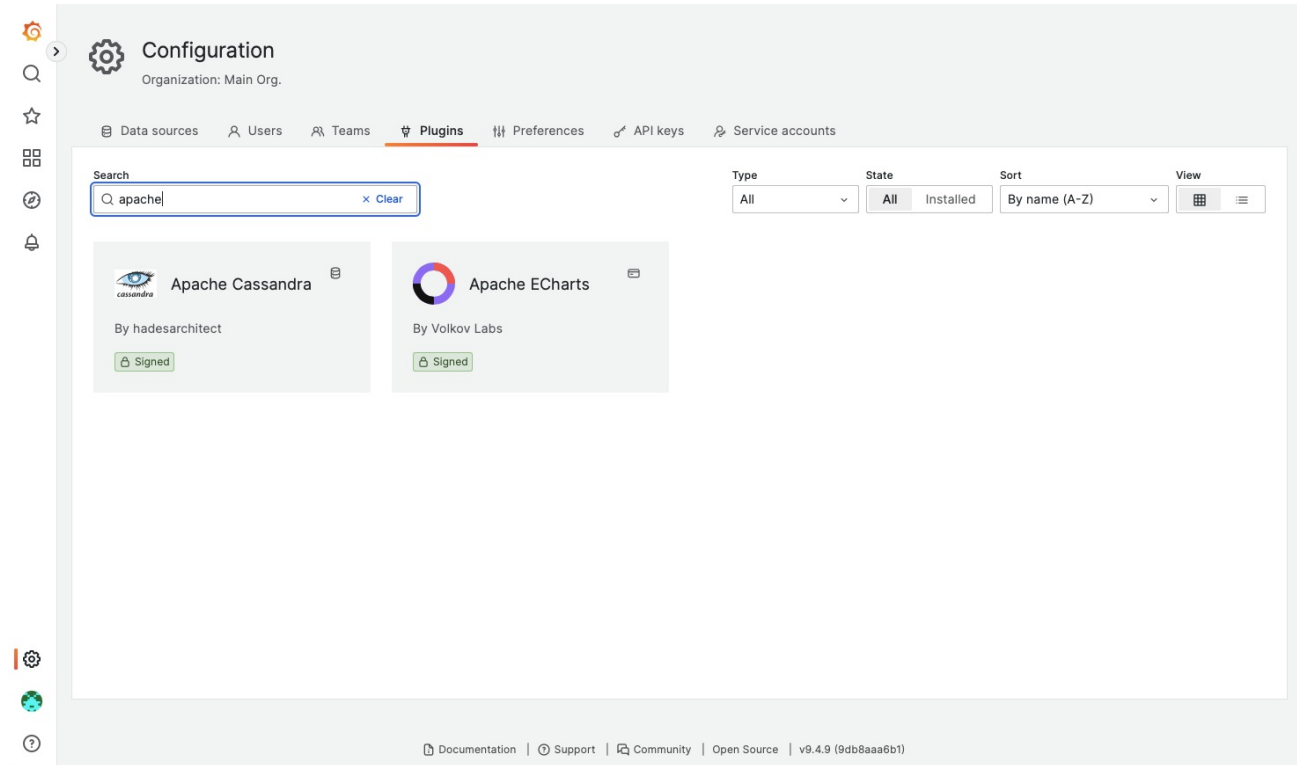 Configuration
Organization: Main Org.
Data sources Users Teams Plugins Preferences API keys Service accounts
Search Type State Sort View
apache Clear All All Installed By name (A-Z)
Apache Cassandra Apache ECharts
cassandra
By hadesarchitect By Volkov Labs
Signed Signed
Documentation | Support | Community | Open Source | v9.4.9 (9db8aaa6b1)